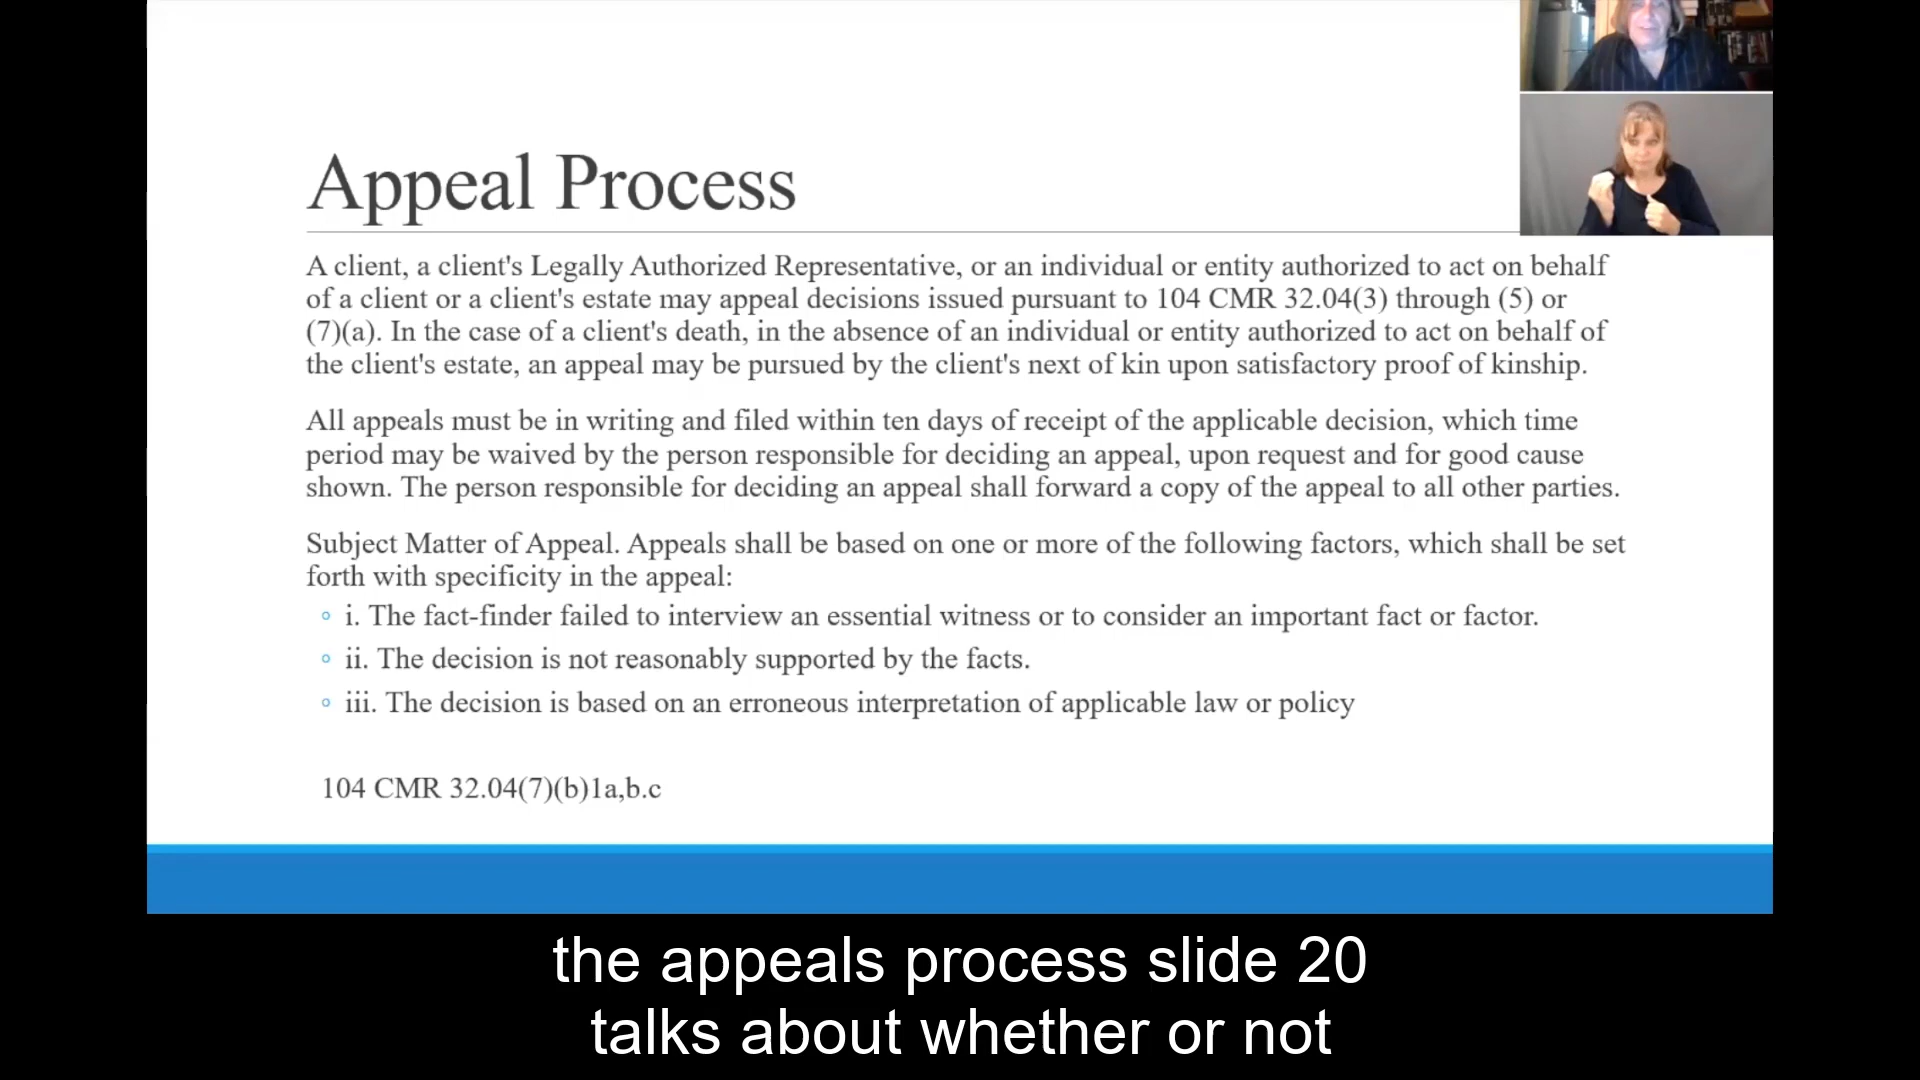 Appeal Process
A client, a client's Legally Authorized Representative, or an individual or entity authorized to act on behalf
of a client or a client's estate may appeal decisions issued pursuant to 104 CMR 32.04(3) through (5) or
(7)(a). In the case of a client's death, in the absence of an individual or entity authorized to act on behalf of
the client's estate, an appeal may be pursued by the client's next of kin upon satisfactory proof of kinship.
All appeals must be in writing and filed within ten days of receipt of the applicable decision, which time
period may be waived by the person responsible for deciding an appeal, upon request and for good cause
shown. The person responsible for deciding an appeal shall forward a copy of the appeal to all other parties.
Subject Matter of Appeal. Appeals shall be based on one or more of the following factors, which shall be set
forth with specificity in the appeal:
◦ i. The fact-finder failed to interview an essential witness or to consider an important fact or factor.
◦ ii. The decision is not reasonably supported by the facts.
◦ iii. The decision is based on an erroneous interpretation of applicable law or policy
104 CMR 32.04(7)(b)1a,b.c
the appeals process slide 20
talks about whether or not